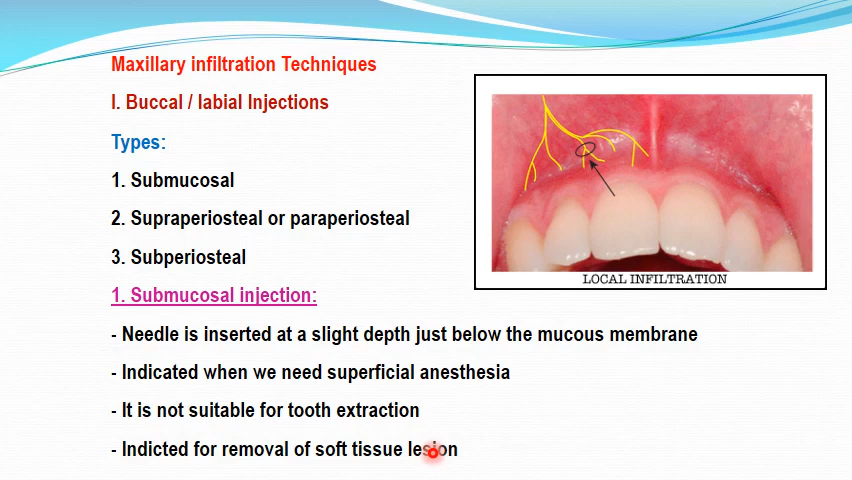 Maxillary infiltration Techniques
I. Buccal / labial Injections
Types:
1. Submucosal
2. Supraperiosteal or paraperiosteal
3. Subperiosteal
1. Submucosal injection:
- Needle is inserted at a slight depth just below the mucous membrane
- Indicated when we need superficial anesthesia
- It is not suitable for tooth extraction
- Indicted for removal of soft tissue lesion
LOCAL INFILTRATION